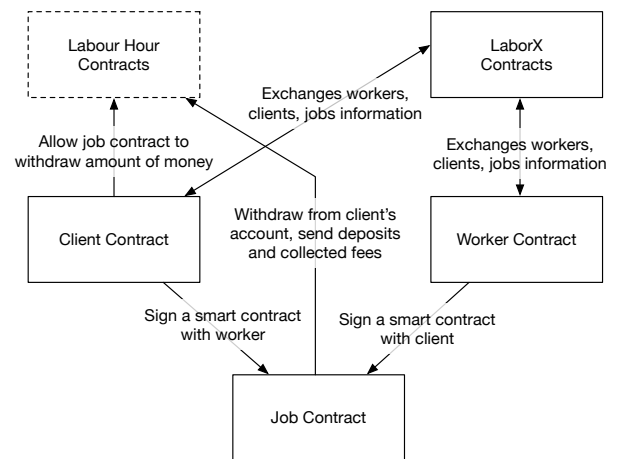 Labour Hour
Contracts
LaborX
Contracts
Exchanges workers,
clients, jobs information
Allow job contract to
withdraw amount of money
Exchanges workers,
clients, jobs information
Client Contract
Withdraw from client's
account, send deposits
and collected fees
Worker Contract
Sign a smart contract
with worker
Sign a smart contract
with client
Job Contract